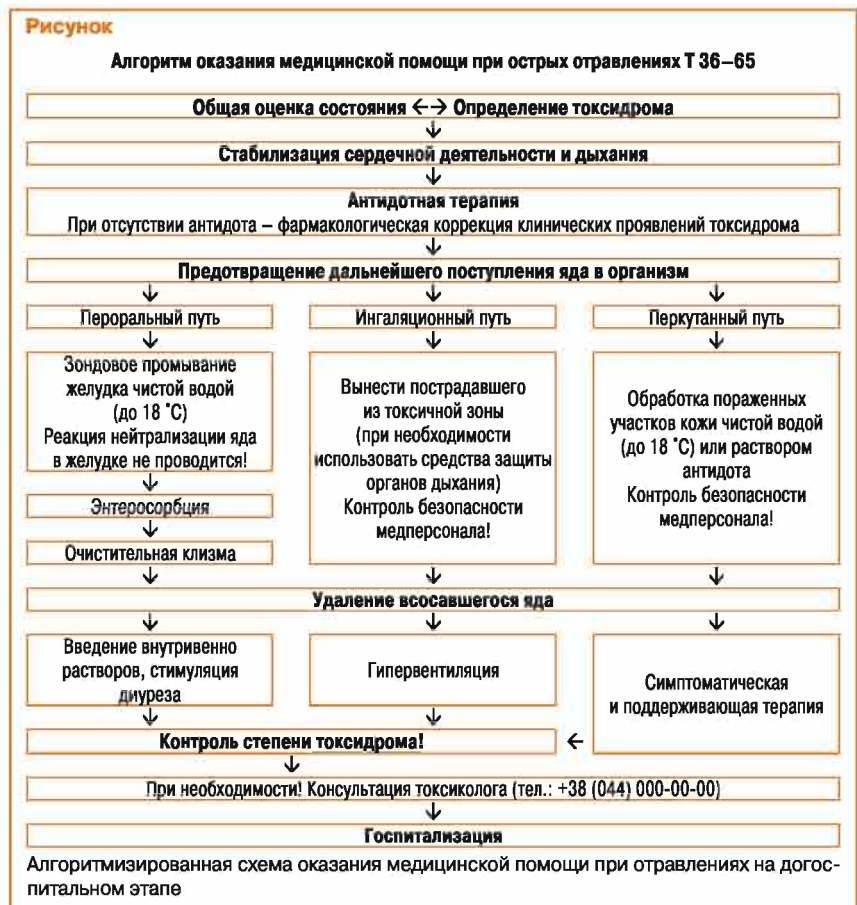 Рисунок
Алгоритм оказания медицинской помощи при острых отравлениях Т 36–65
Общая оценка состояния ←→ Определение токсидрома
↓
Стабилизация сердечной деятельности и дыхания
↓
Антидотная терапия
При отсутствии антидота – фармакологическая коррекция клинических проявлений токсидрома
↓
Предотвращение дальнейшего поступления яда в организм
↓ ↓ ↓
Пероральный путь
↓
Зондовое промывание
желудка чистой водой
(до 18 °С)
Реакция нейтрализации яда
в желудке не проводится!
↓
Энтеросорбция
↓
Очистительная клизма
↓
Ингаляционный путь
↓
Вынести пострадавшего
из токсичной зоны
(при необходимости
использовать средства защиты
органов дыхания)
Контроль безопасности
медперсонала!
↓
Перкутанный путь
↓
Обработка пораженных
участков кожи чистой водой
(до 18 °С) или раствором
антидота
Контроль безопасности
медперсонала!
↓
Удаление всосавшегося яда
↓ ↓ ↓
Введение внутривенно
растворов, стимуляция
диуреза
↓
Гипервентиляция
↓
Симптоматическая
и поддерживающая терапия
Контроль степени токсидрома! ←
↓
При необходимости! Консультация токсиколога (тел.: +38 (044) 000-00-00)
↓
Госпитализация
Алгоритмизированная схема оказания медицинской помощи при отравлениях на догос-
питальном этапе